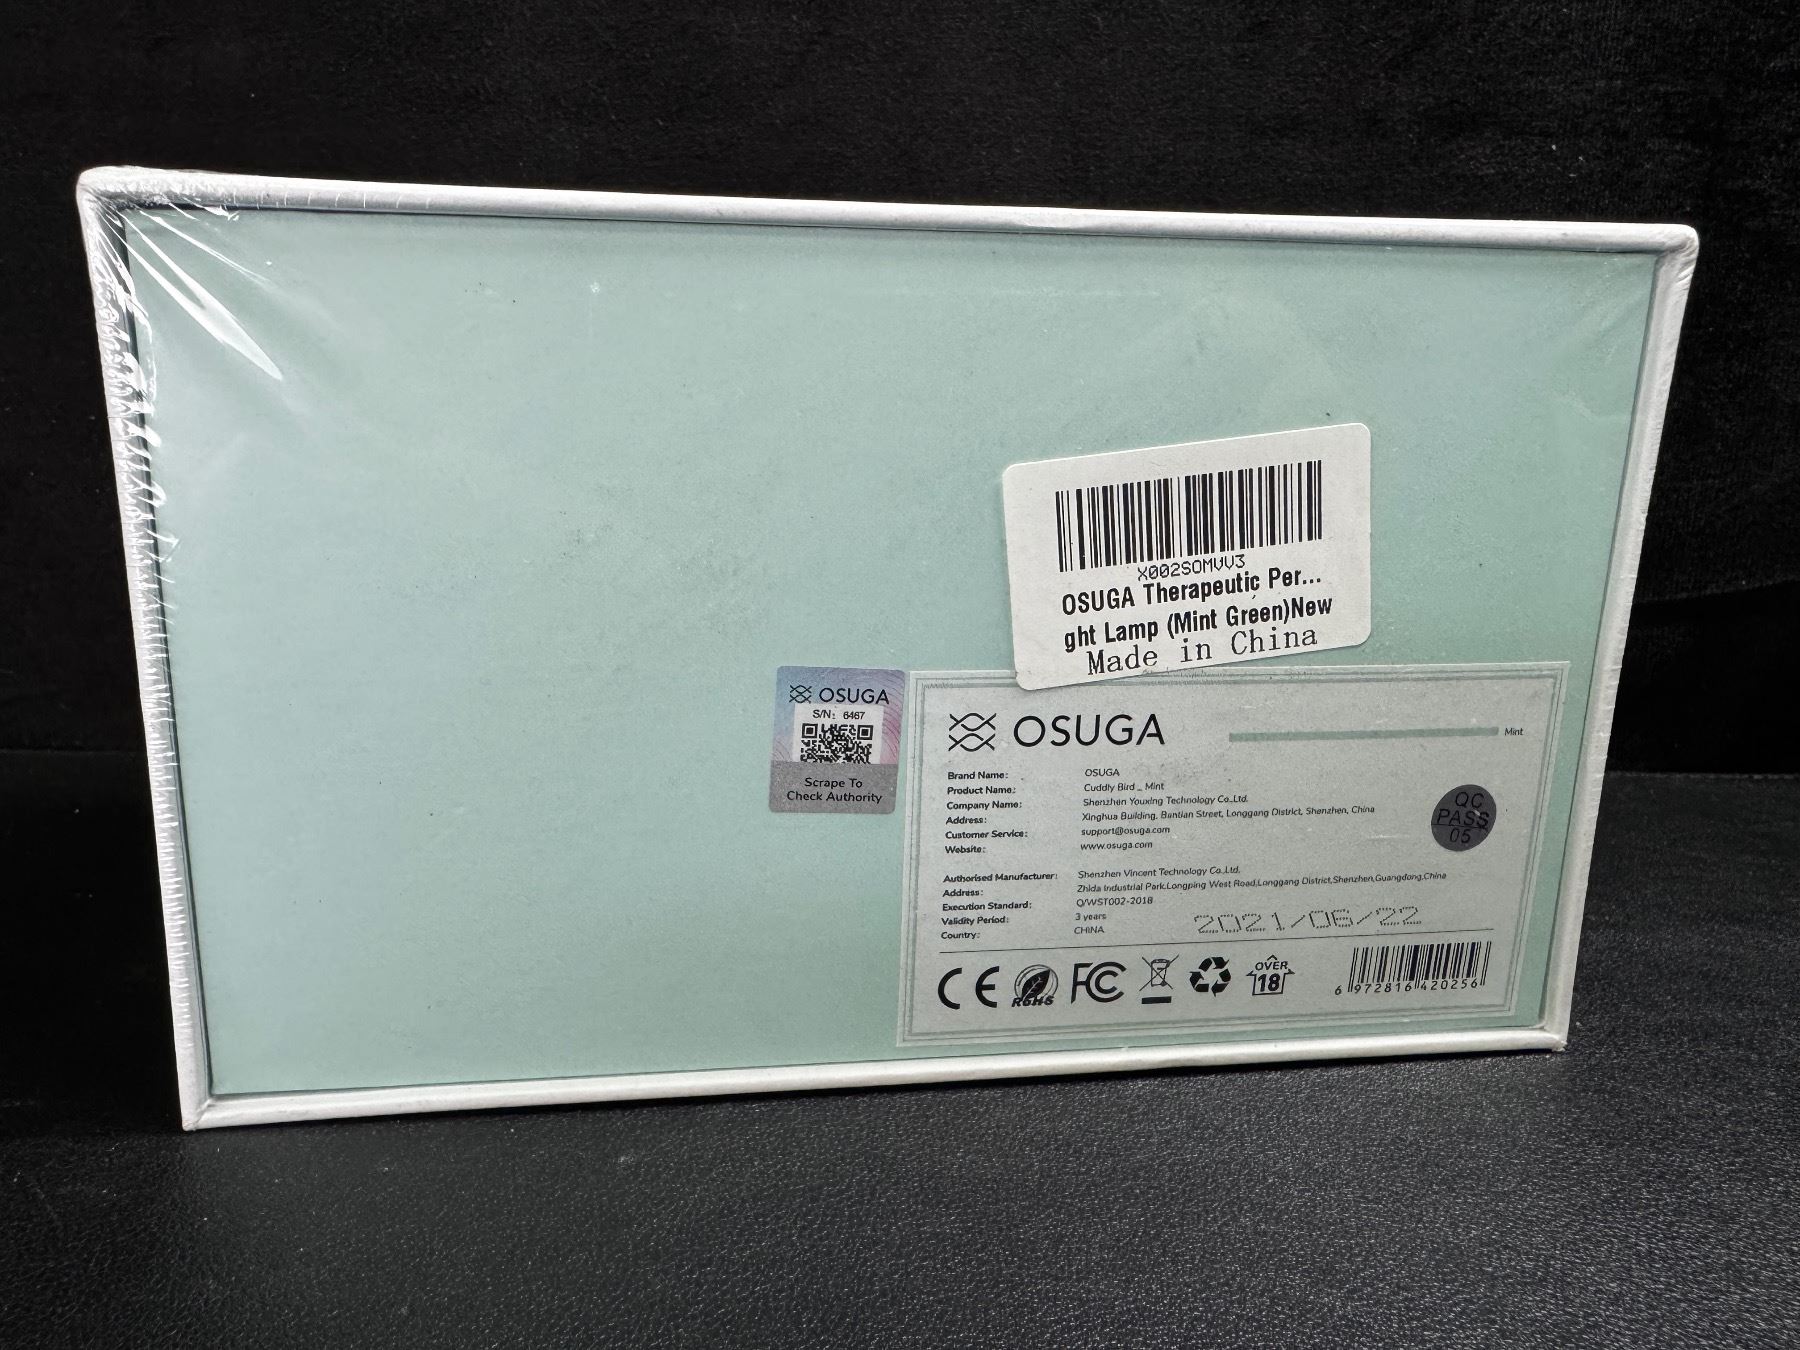 X002SOMVV3
OSUGA Therapeutic Per...
ght Lamp (Mint Green)New
Made in China
OSUGA
S/N: 6467
Scrape To
Check Authority
OSUGA
Mint
Brand Name: OSUGA
Product Name: Cuddly Bird _ Mint
Company Name: Shenzhen Youxing Technology Co.,Ltd.
Address: Xinghua Building, Bantian Street, Longgang District, Shenzhen, China
Customer Service: support@osuga.com
Website: www.osuga.com
QC
PASS
05
Authorised Manufacturer: Shenzhen Vincent Technology Co.,Ltd.
Address: Zhida Industrial Park,Longping West Road,Longgang District,Shenzhen,Guangdong,China
Execution Standard: Q/WST002-2018
Validity Period: 3 years
Country: CHINA
2021/06/22
CE
RoHS
FC
OVER
18
6 972816 420256